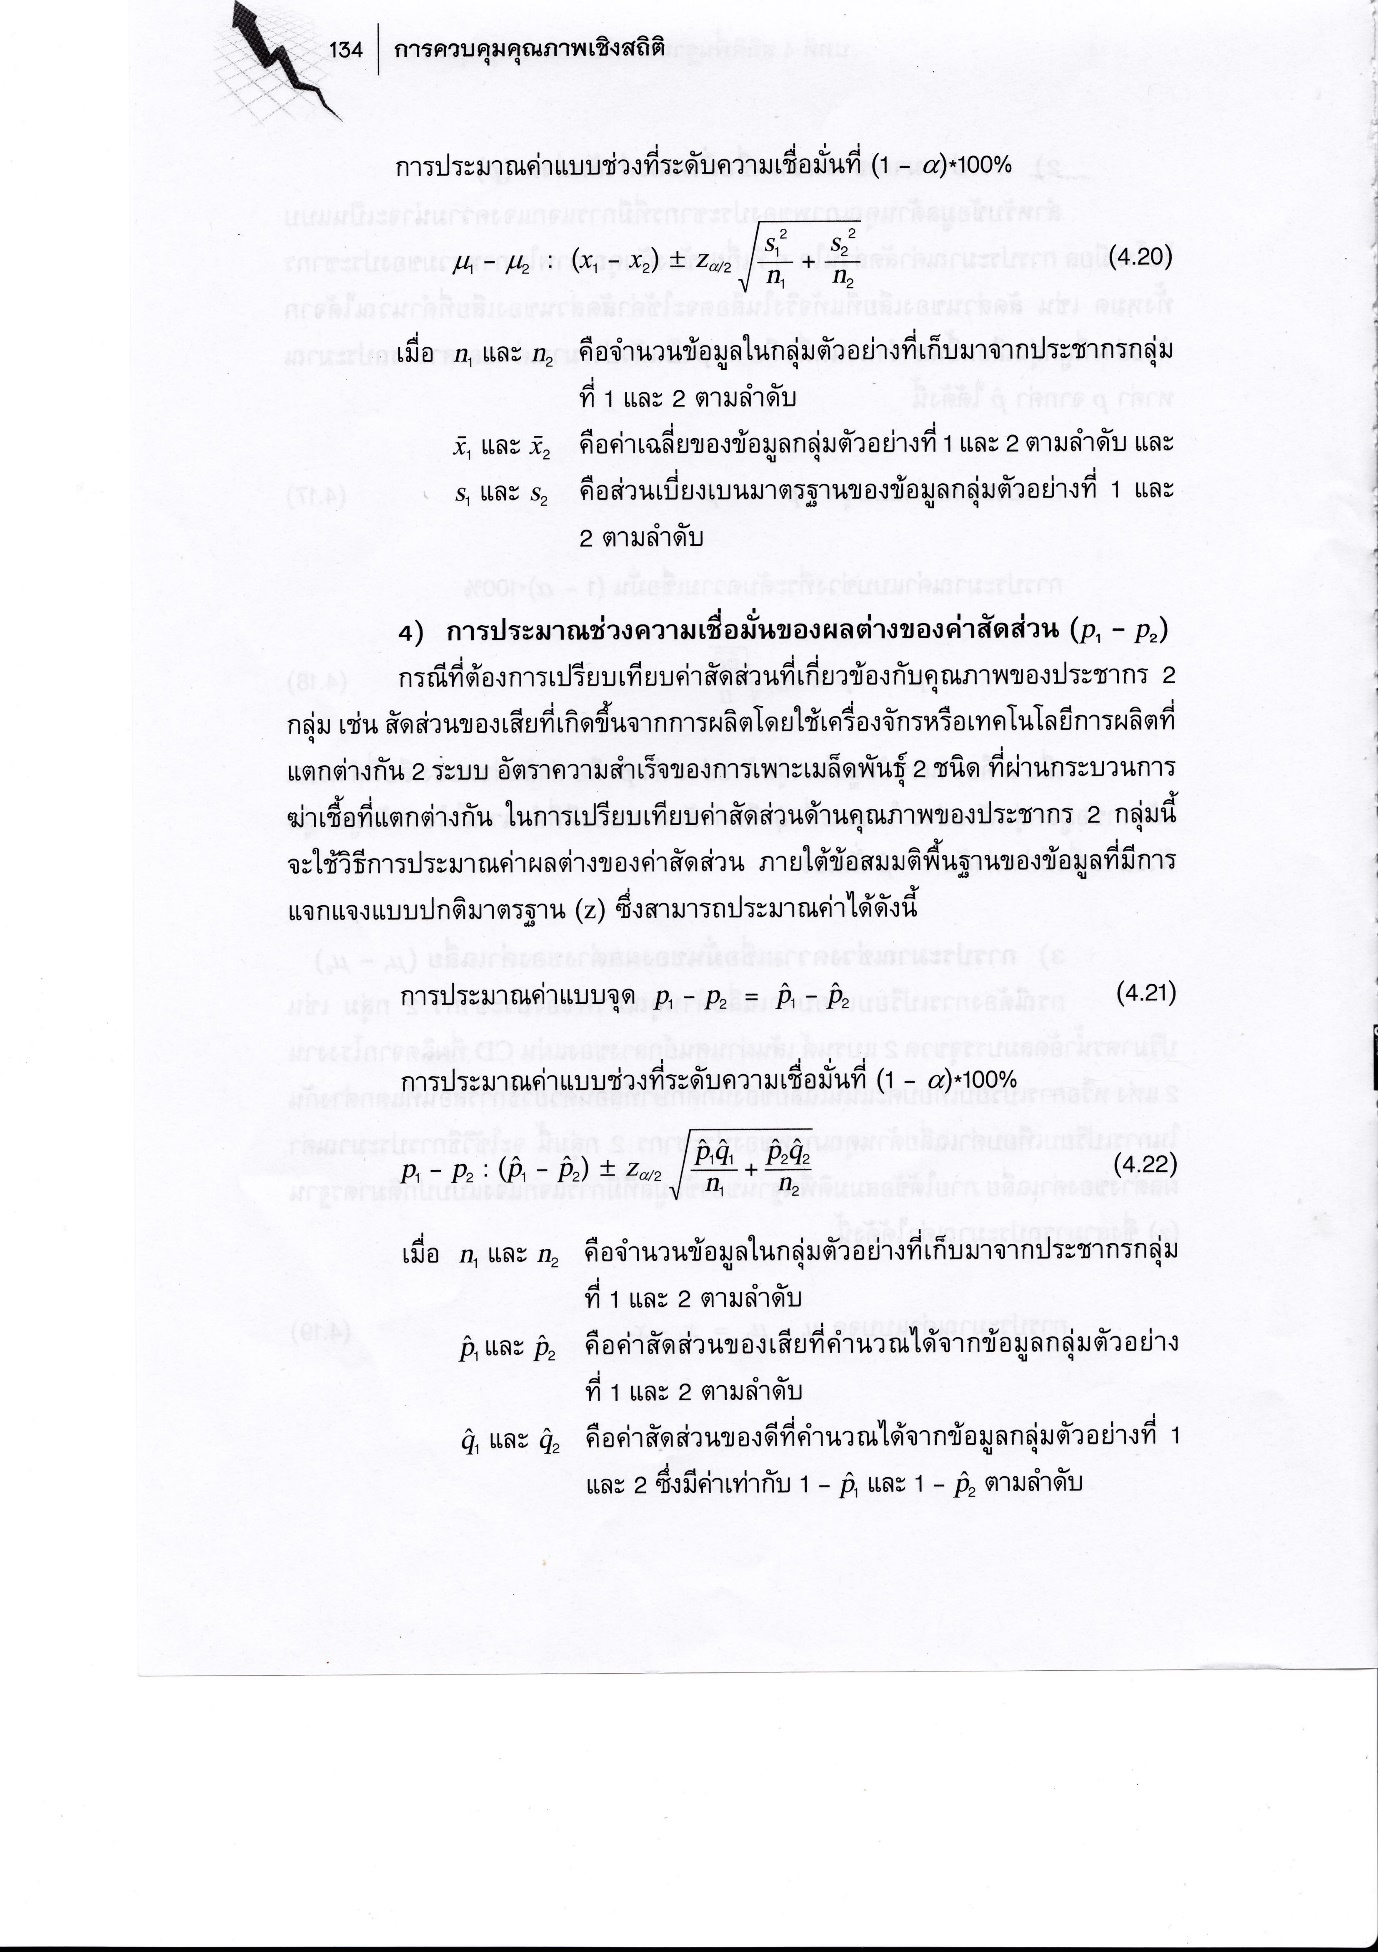 134 การควบคุมคุณภาพเชิงสถิติ
การประมาณค่าแบบช่วงที่ระดับความเชื่อมั่นที่ (1 - α)*100%
μ₁ - μ₂ : (x₁ - x₂) ± z_{α/2} √(s₁²/n₁ + s₂²/n₂) (4.20)
เมื่อ n₁ และ n₂ คือจำนวนข้อมูลในกลุ่มตัวอย่างที่เก็บมาจากประชากรกลุ่ม
ที่ 1 และ 2 ตามลำดับ
x̄₁ และ x̄₂ คือค่าเฉลี่ยของข้อมูลกลุ่มตัวอย่างที่ 1 และ 2 ตามลำดับ และ
s₁ และ s₂ คือส่วนเบี่ยงเบนมาตรฐานของข้อมูลกลุ่มตัวอย่างที่ 1 และ
2 ตามลำดับ
4) การประมาณช่วงความเชื่อมั่นของผลต่างของค่าสัดส่วน (p₁ - p₂)
กรณีที่ต้องการเปรียบเทียบค่าสัดส่วนที่เกี่ยวข้องกับคุณภาพของประชากร 2
กลุ่ม เช่น สัดส่วนของเสียที่เกิดขึ้นจากการผลิตโดยใช้เครื่องจักรหรือเทคโนโลยีการผลิตที่
แตกต่างกัน 2 ระบบ อัตราความสำเร็จของการเพาะเมล็ดพันธุ์ 2 ชนิด ที่ผ่านกระบวนการ
ฆ่าเชื้อที่แตกต่างกัน ในการเปรียบเทียบค่าสัดส่วนด้านคุณภาพของประชากร 2 กลุ่มนี้
จะใช้วิธีการประมาณค่าผลต่างของค่าสัดส่วน ภายใต้ข้อสมมติพื้นฐานของข้อมูลที่มีการ
แจกแจงแบบปกติมาตรฐาน (z) ซึ่งสามารถประมาณค่าได้ดังนี้
การประมาณค่าแบบจุด p₁ - p₂ = p̂₁ - p̂₂ (4.21)
การประมาณค่าแบบช่วงที่ระดับความเชื่อมั่นที่ (1 - α)*100%
p₁ - p₂ : (p̂₁ - p̂₂) ± z_{α/2} √(p̂₁q̂₁/n₁ + p̂₂q̂₂/n₂) (4.22)
เมื่อ n₁ และ n₂ คือจำนวนข้อมูลในกลุ่มตัวอย่างที่เก็บมาจากประชากรกลุ่ม
ที่ 1 และ 2 ตามลำดับ
p̂₁ และ p̂₂ คือค่าสัดส่วนของเสียที่คำนวณได้จากข้อมูลกลุ่มตัวอย่าง
ที่ 1 และ 2 ตามลำดับ
q̂₁ และ q̂₂ คือค่าสัดส่วนของดีที่คำนวณได้จากข้อมูลกลุ่มตัวอย่างที่ 1
และ 2 ซึ่งมีค่าเท่ากับ 1 - p̂₁ และ 1 - p̂₂ ตามลำดับ